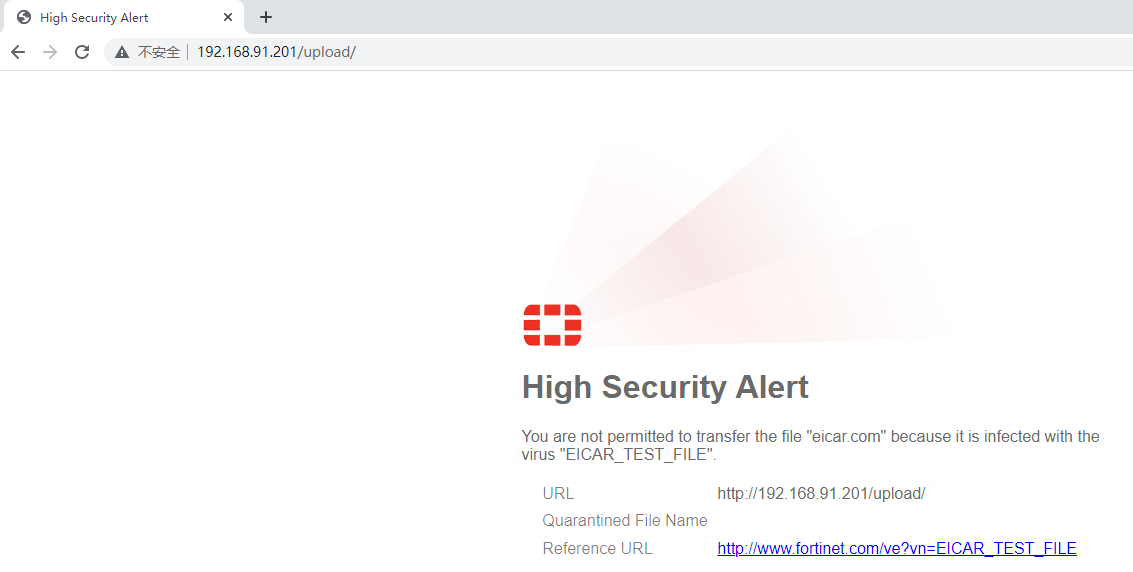 High Security Alert
不安全 192.168.91.201/upload/
High Security Alert
You are not permitted to transfer the file "eicar.com" because it is infected with the
virus "EICAR_TEST_FILE".
URL http://192.168.91.201/upload/
Quarantined File Name
Reference URL http://www.fortinet.com/ve?vn=EICAR_TEST_FILE